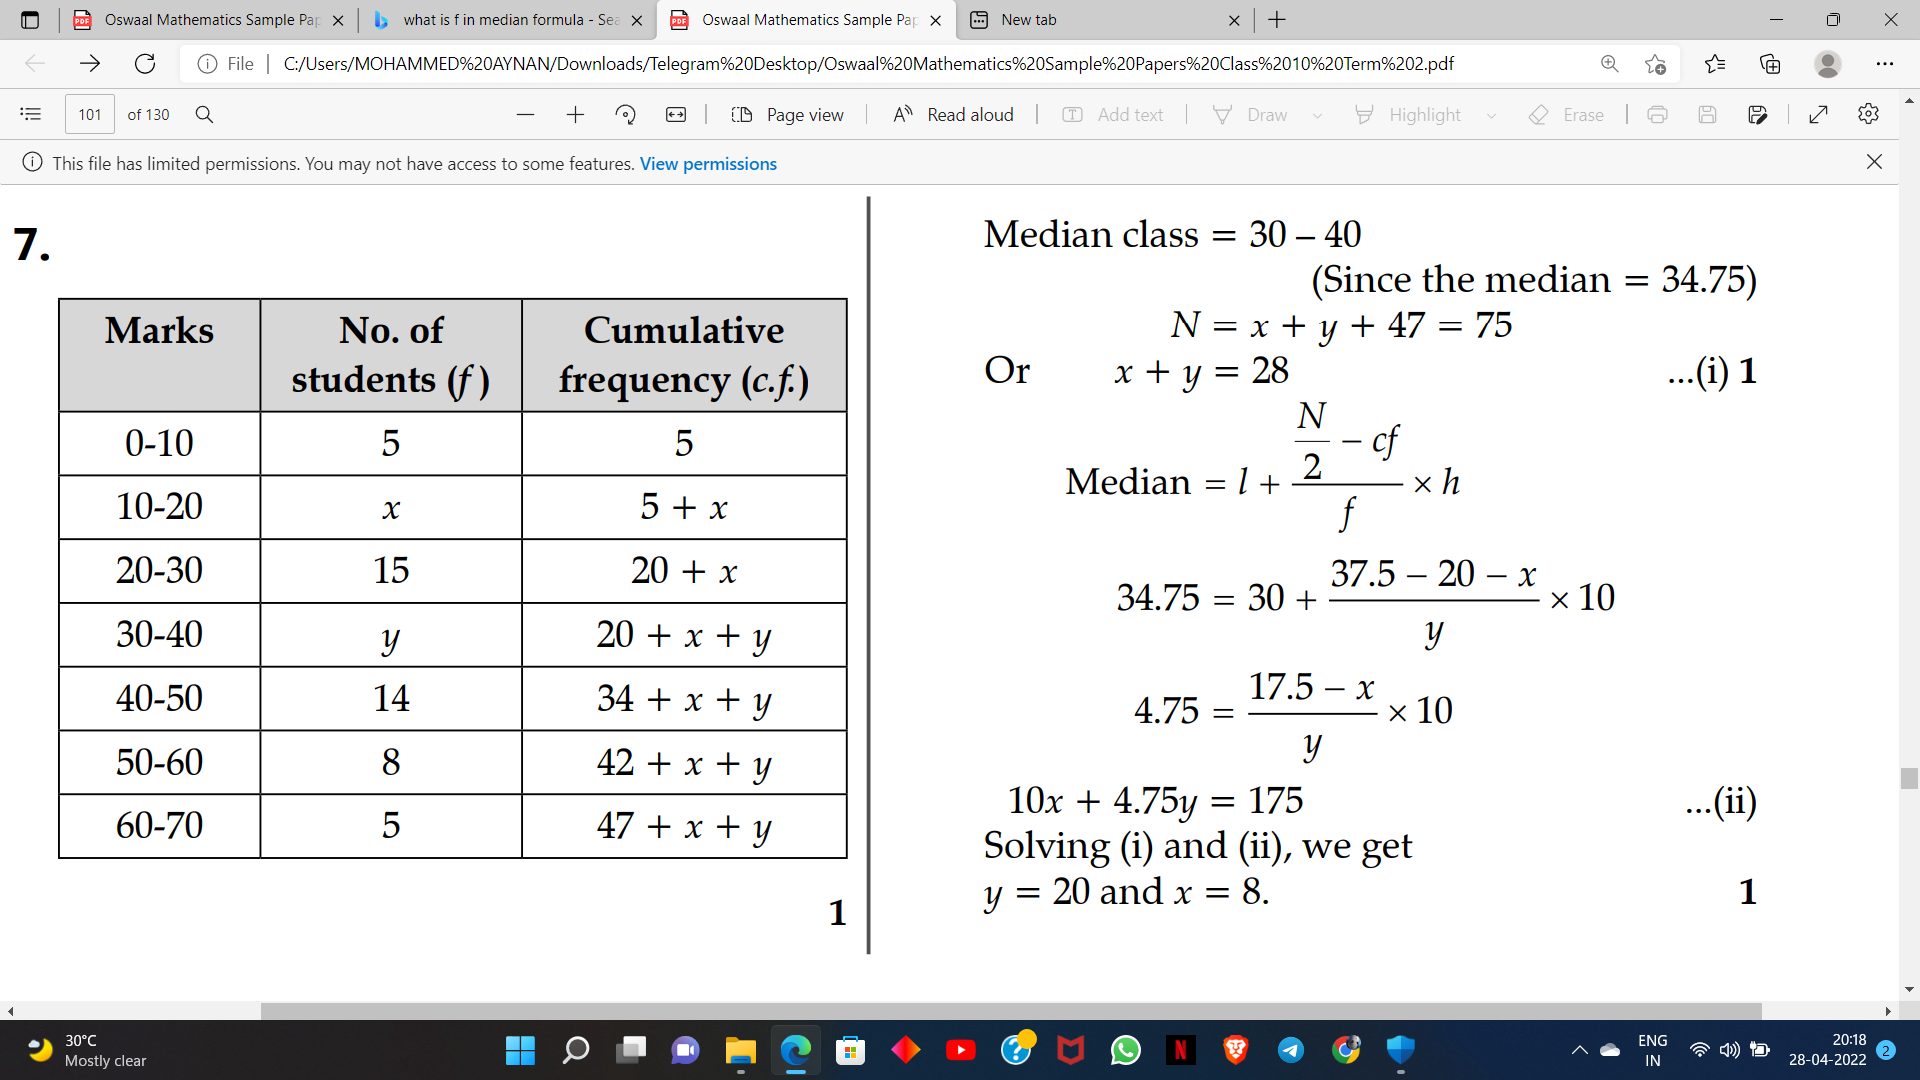 Oswaal Mathematics Sample Pap
what is f in median formula - Sea
Oswaal Mathematics Sample Pap
New tab
File
C:/Users/MOHAMMED%20AYNAN/Downloads/Telegram%20Desktop/Oswaal%20Mathematics%20Sample%20Papers%20Class%2010%20Term%202.pdf
101 of 130
Page view
Read aloud
Add text
Draw
Highlight
Erase
This file has limited permissions. You may not have access to some features. View permissions
7.
Marks No. of students (f) Cumulative frequency (c.f.)
0-10 5 5
10-20 x 5 + x
20-30 15 20 + x
30-40 y 20 + x + y
40-50 14 34 + x + y
50-60 8 42 + x + y
60-70 5 47 + x + y
1
Median class = 30 – 40
(Since the median = 34.75)
N = x + y + 47 = 75
Or x + y = 28 ...(i) 1
Median = l + (N/2 – cf)/f × h
34.75 = 30 + (37.5 – 20 – x)/y × 10
4.75 = (17.5 – x)/y × 10
10x + 4.75y = 175 ...(ii)
Solving (i) and (ii), we get
y = 20 and x = 8. 1
30°C
Mostly clear
ENG
IN
20:18
28-04-2022
2